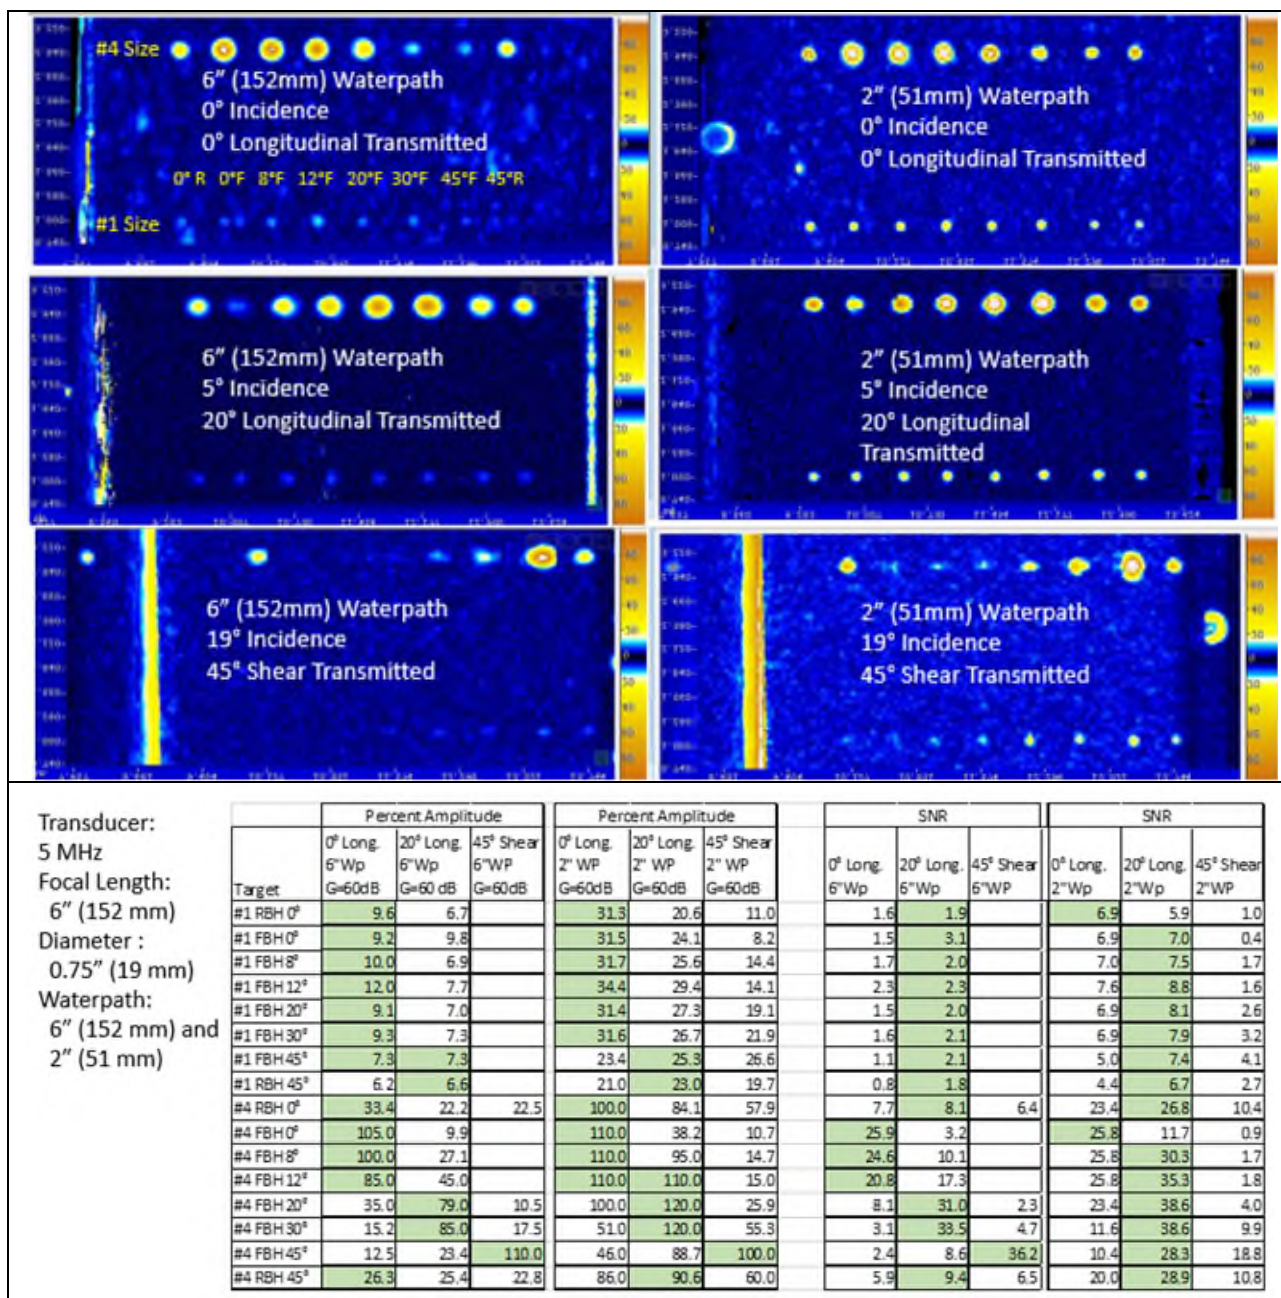 #4 Size
6" (152mm) Waterpath
0° Incidence
0° Longitudinal Transmitted
0° R 0°F 8°F 12°F 20°F 30°F 45°F 45°R
#1 Size
2" (51mm) Waterpath
0° Incidence
0° Longitudinal Transmitted
6" (152mm) Waterpath
5° Incidence
20° Longitudinal Transmitted
2" (51mm) Waterpath
5° Incidence
20° Longitudinal
Transmitted
6" (152mm) Waterpath
19° Incidence
45° Shear Transmitted
2" (51mm) Waterpath
19° Incidence
45° Shear Transmitted
Transducer:
5 MHz
Focal Length:
6" (152 mm)
Diameter :
0.75" (19 mm)
Waterpath:
6" (152 mm) and
2" (51 mm)
Percent Amplitude Percent Amplitude SNR SNR
0° Long. 20° Long. 45° Shear 0° Long. 20° Long. 45° Shear
6"Wp 6"Wp 6"WP 2" WP 2" WP 2" WP 0° Long. 20° Long. 45° Shear 0° Long. 20° Long. 45° Shear
Target G=60dB G=60 dB G=60dB G=60dB G=60dB G=60dB 6"Wp 6"Wp 6"WP 2"Wp 2"Wp 2"WP
#1 RBH 0° 9.6 6.7 31.3 20.6 11.0 1.6 1.9 6.9 5.9 1.0
#1 FBH 0° 9.2 9.8 31.5 24.1 8.2 1.5 3.1 6.9 7.0 0.4
#1 FBH 8° 10.0 6.9 31.7 25.6 14.4 1.7 2.0 7.0 7.5 1.7
#1 FBH 12° 12.0 7.7 34.4 29.4 14.1 2.3 2.3 7.6 8.8 1.6
#1 FBH 20° 9.1 7.0 31.4 27.3 19.1 1.5 2.0 6.9 8.1 2.6
#1 FBH 30° 9.3 7.3 31.6 26.7 21.9 1.6 2.1 6.9 7.9 3.2
#1 FBH 45° 7.3 7.3 23.4 25.3 26.6 1.1 2.1 5.0 7.4 4.1
#1 RBH 45° 6.2 6.6 21.0 23.0 19.7 0.8 1.8 4.4 6.7 2.7
#4 RBH 0° 33.4 22.2 22.5 100.0 84.1 57.9 7.7 8.1 6.4 23.4 26.8 10.4
#4 FBH 0° 105.0 9.9 110.0 38.2 10.7 25.9 3.2 25.8 11.7 0.9
#4 FBH 8° 100.0 27.1 110.0 95.0 14.7 24.6 10.1 25.8 30.3 1.7
#4 FBH 12° 85.0 45.0 110.0 110.0 15.0 20.8 17.3 25.8 35.3 1.8
#4 FBH 20° 35.0 79.0 10.5 100.0 120.0 25.9 8.1 31.0 2.3 23.4 38.6 4.0
#4 FBH 30° 15.2 85.0 17.5 51.0 120.0 55.3 3.1 33.5 4.7 11.6 38.6 9.9
#4 FBH 45° 12.5 23.4 110.0 46.0 88.7 100.0 2.4 8.6 36.2 10.4 28.3 18.8
#4 RBH 45° 26.3 25.4 22.8 86.0 90.6 60.0 5.9 9.4 6.5 20.0 28.9 10.8